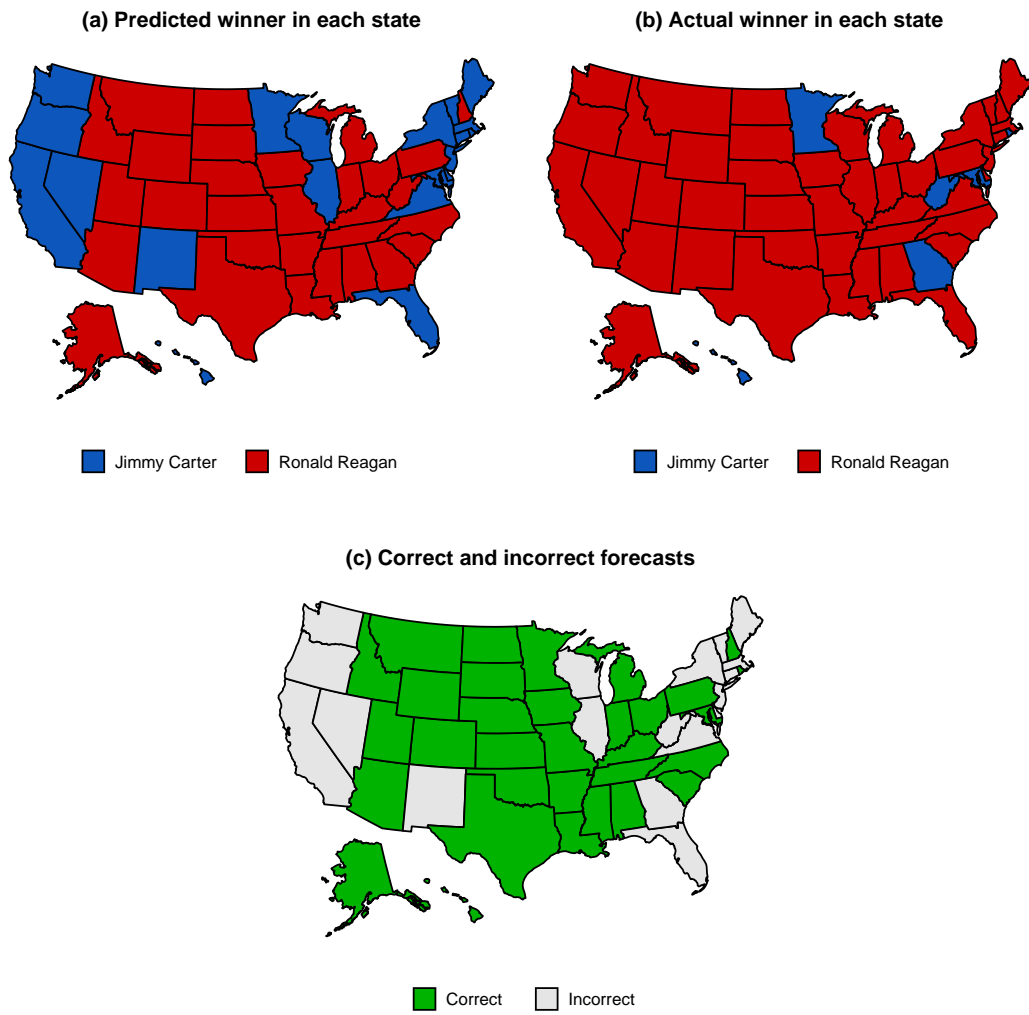 (a) Predicted winner in each state
(b) Actual winner in each state
Jimmy Carter
Ronald Reagan
Jimmy Carter
Ronald Reagan
(c) Correct and incorrect forecasts
Correct
Incorrect